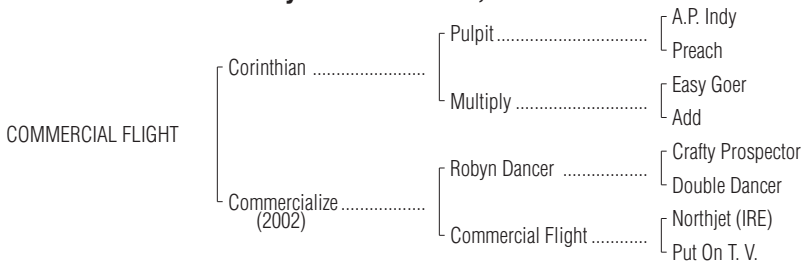 COMMERCIAL FLIGHT
Corinthian ........................
Commercialize ..................
(2002)
Pulpit ................................
Multiply ............................
Robyn Dancer ..................
Commercial Flight ............
A.P. Indy
Preach
Easy Goer
Add
Crafty Prospector
Double Dancer
Northjet (IRE)
Put On T. V.